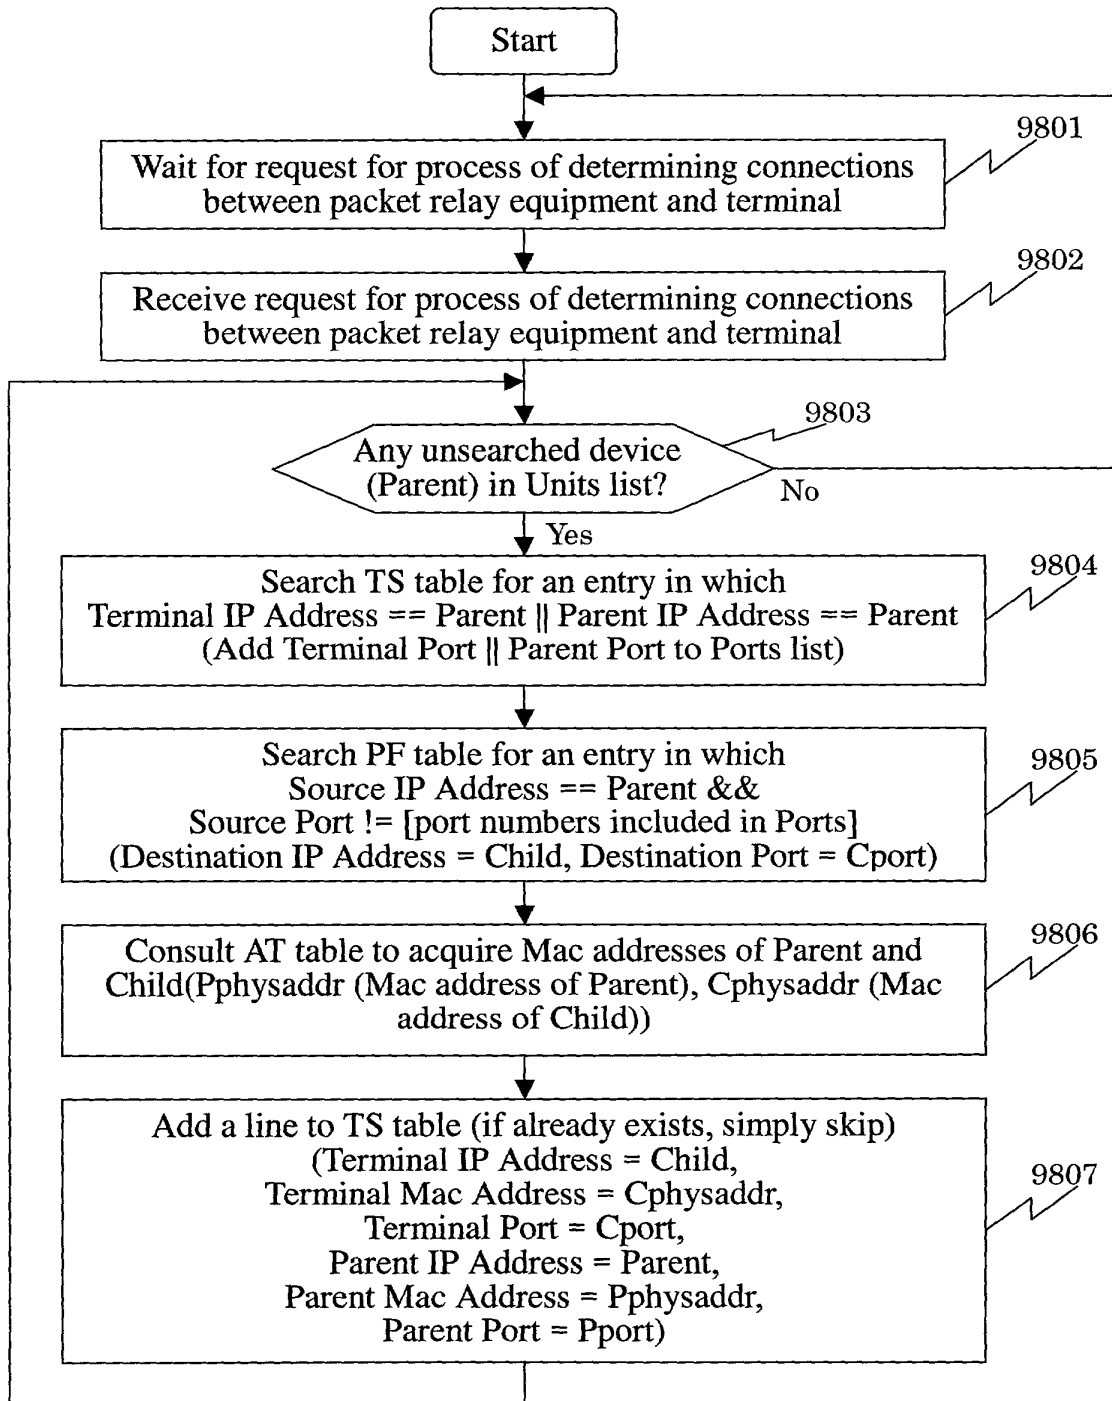 Start
9801
Wait for request for process of determining connections
between packet relay equipment and terminal
9802
Receive request for process of determining connections
between packet relay equipment and terminal
9803
Any unsearched device
(Parent) in Units list?
No
Yes
9804
Search TS table for an entry in which
Terminal IP Address == Parent || Parent IP Address == Parent
(Add Terminal Port || Parent Port to Ports list)
9805
Search PF table for an entry in which
Source IP Address == Parent &&
Source Port != [port numbers included in Ports]
(Destination IP Address = Child, Destination Port = Cport)
9806
Consult AT table to acquire Mac addresses of Parent and
Child(Pphysaddr (Mac address of Parent), Cphysaddr (Mac
address of Child))
9807
Add a line to TS table (if already exists, simply skip)
(Terminal IP Address = Child,
Terminal Mac Address = Cphysaddr,
Terminal Port = Cport,
Parent IP Address = Parent,
Parent Mac Address = Pphysaddr,
Parent Port = Pport)